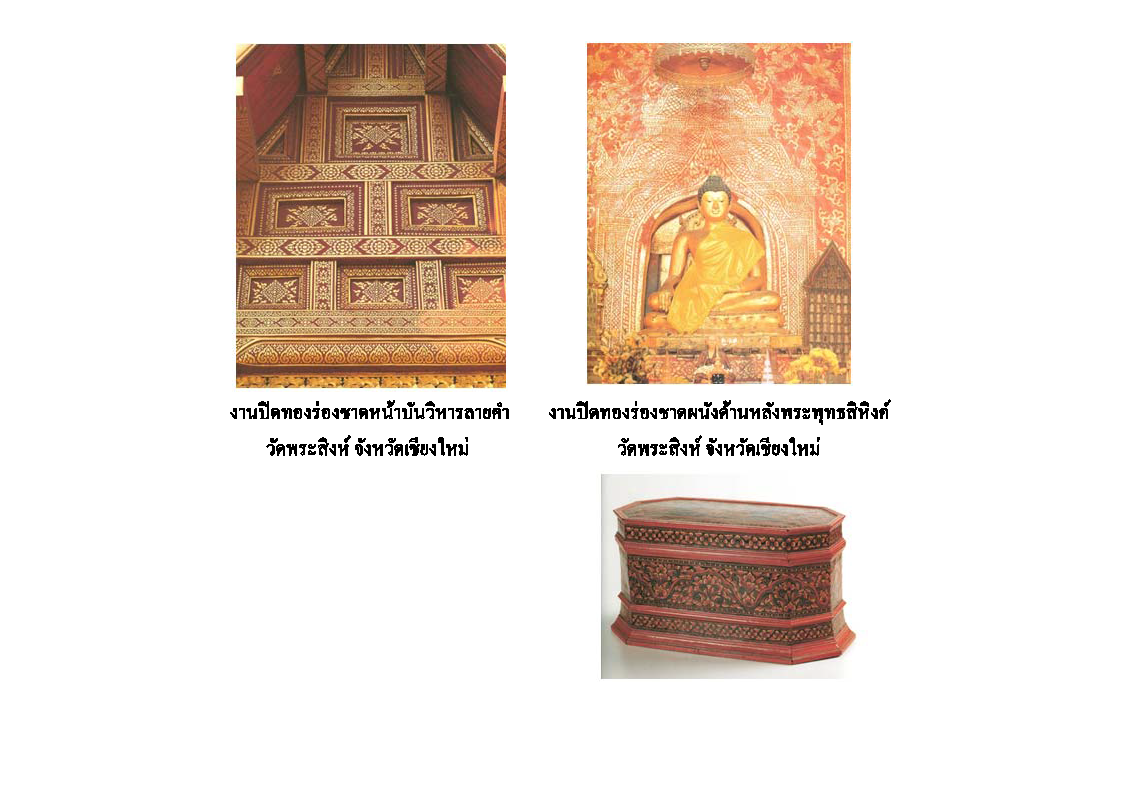 งานปิดทองร่องชาดหน้าบันวิหารลายคำ
วัดพระสิงห์ จังหวัดเชียงใหม่
งานปิดทองร่องชาดผนังด้านหลังพระพุทธสิหิงค์
วัดพระสิงห์ จังหวัดเชียงใหม่